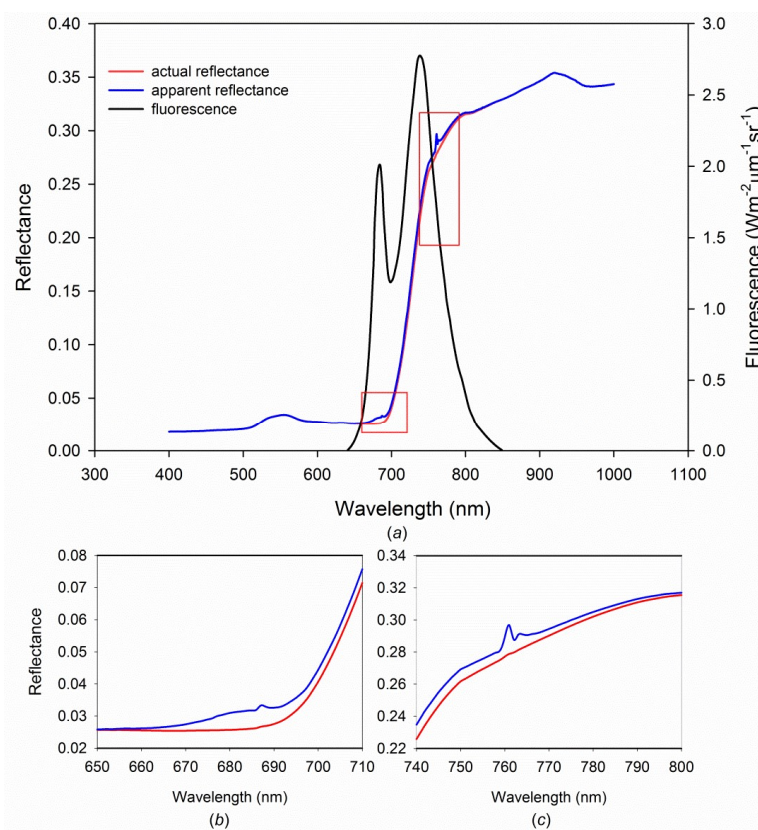 0.40
0.35
0.30
0.25
0.20
0.15
0.10
0.05
0.00
Reflectance
actual reflectance
apparent reflectance
fluorescence
3.0
2.5
2.0
1.5
1.0
0.5
0.0
Fluorescence (Wm⁻²um⁻¹sr⁻¹)
300 400 500 600 700 800 900 1000 1100
Wavelength (nm)
(a)
0.08
0.07
0.06
0.05
0.04
0.03
0.02
Reflectance
650 660 670 680 690 700 710
Wavelength (nm)
(b)
0.34
0.32
0.30
0.28
0.26
0.24
0.22
740 750 760 770 780 790 800
Wavelength (nm)
(c)